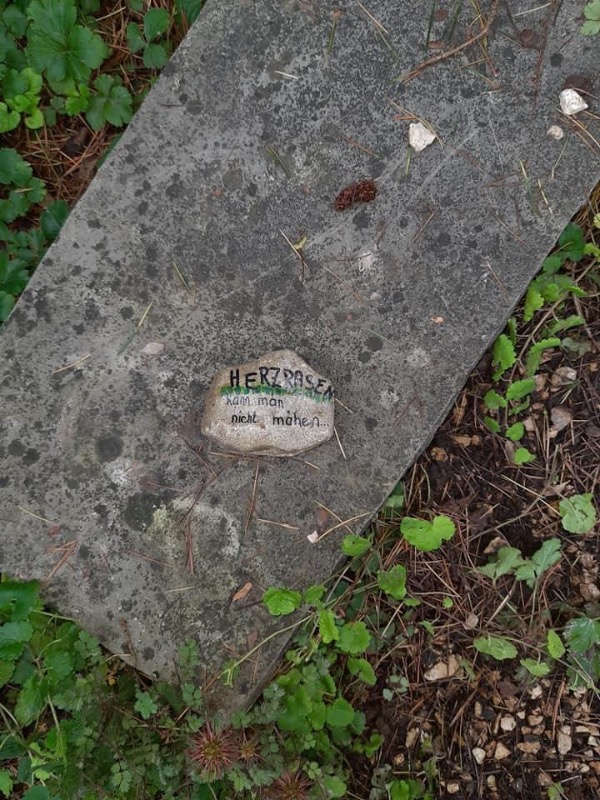 HERZRASEN
kann man
nicht mähen...